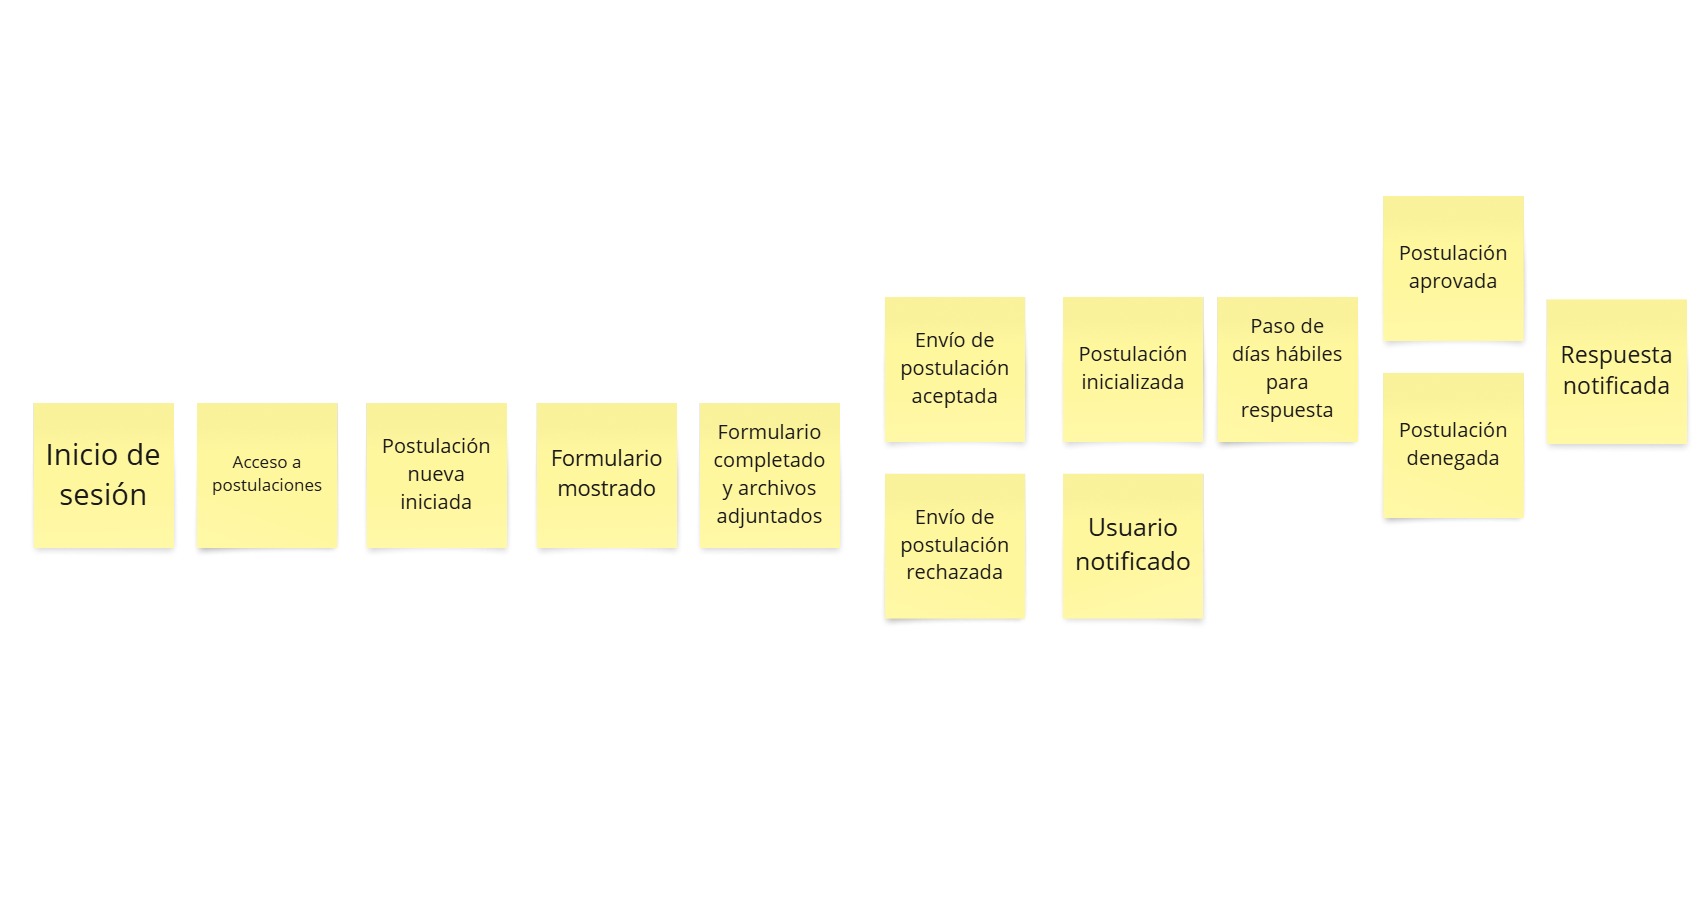 Inicio de
sesión
Acceso a
postulaciones
Postulación
nueva
iniciada
Formulario
mostrado
Formulario
completado
y archivos
adjuntados
Envío de
postulación
aceptada
Envío de
postulación
rechazada
Postulación
inicializada
Usuario
notificado
Paso de
días hábiles
para
respuesta
Postulación
aprovada
Postulación
denegada
Respuesta
notificada